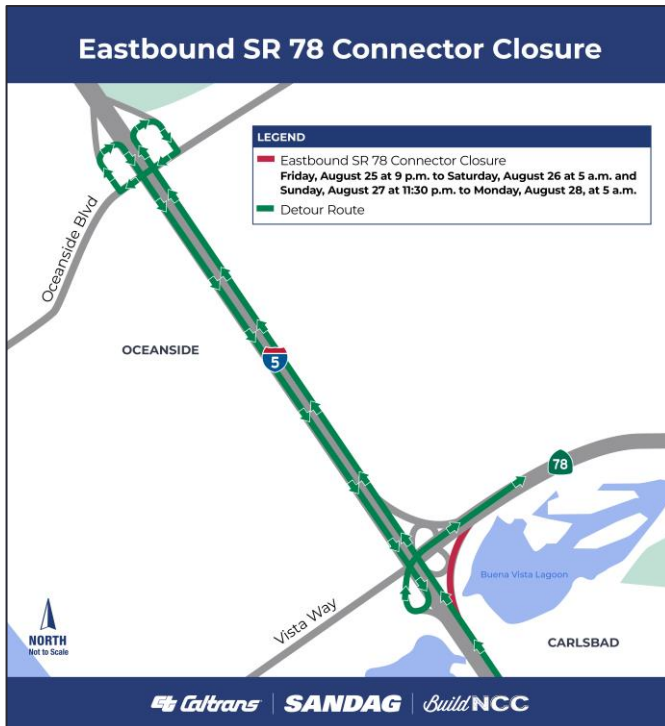 Eastbound SR 78 Connector Closure
LEGEND
Eastbound SR 78 Connector Closure
Friday, August 25 at 9 p.m. to Saturday, August 26 at 5 a.m. and
Sunday, August 27 at 11:30 p.m. to Monday, August 28, at 5 a.m.
Detour Route
Oceanside Blvd
OCEANSIDE
5
78
Buena Vista Lagoon
Vista Way
CARLSBAD
NORTH
Not to Scale
Caltrans SANDAG Build NCC